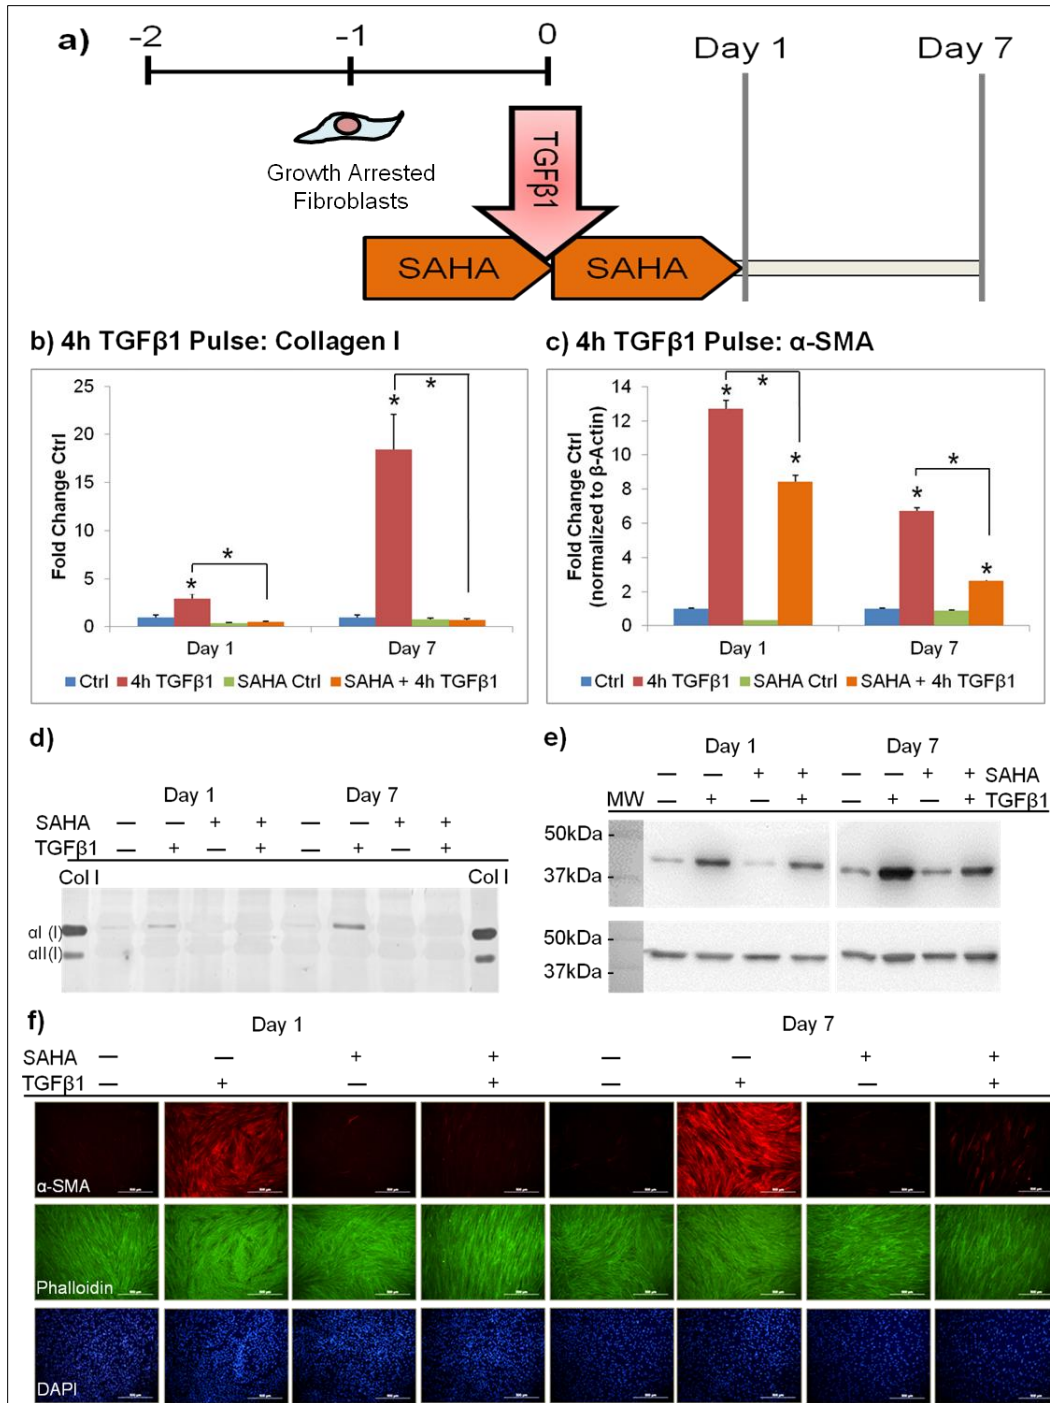 a)
-2 -1 0 Day 1 Day 7
TGFβ1
Growth Arrested
Fibroblasts
SAHA SAHA
b) 4h TGFβ1 Pulse: Collagen I
Fold Change Ctrl
25
20
15
10
5
0
*
*
*
*
Day 1 Day 7
Ctrl 4h TGFβ1 SAHA Ctrl SAHA + 4h TGFβ1
c) 4h TGFβ1 Pulse: α-SMA
Fold Change Ctrl
(normalized to β-Actin)
14
12
10
8
6
4
2
0
* *
*
*
*
*
Day 1 Day 7
Ctrl 4h TGFβ1 SAHA Ctrl SAHA + 4h TGFβ1
d)
Day 1 Day 7
SAHA — — + + — — + +
TGFβ1 — + — + — + — +
Col I Col I
αI (I)
αII(I)
e)
Day 1 Day 7
— — + + — — + + SAHA
MW — + — + — + — + TGFβ1
50kDa
37kDa
50kDa
37kDa
f)
Day 1 Day 7
SAHA — — + + — — + +
TGFβ1 — + — + — + — +
α-SMA
Phalloidin
DAPI